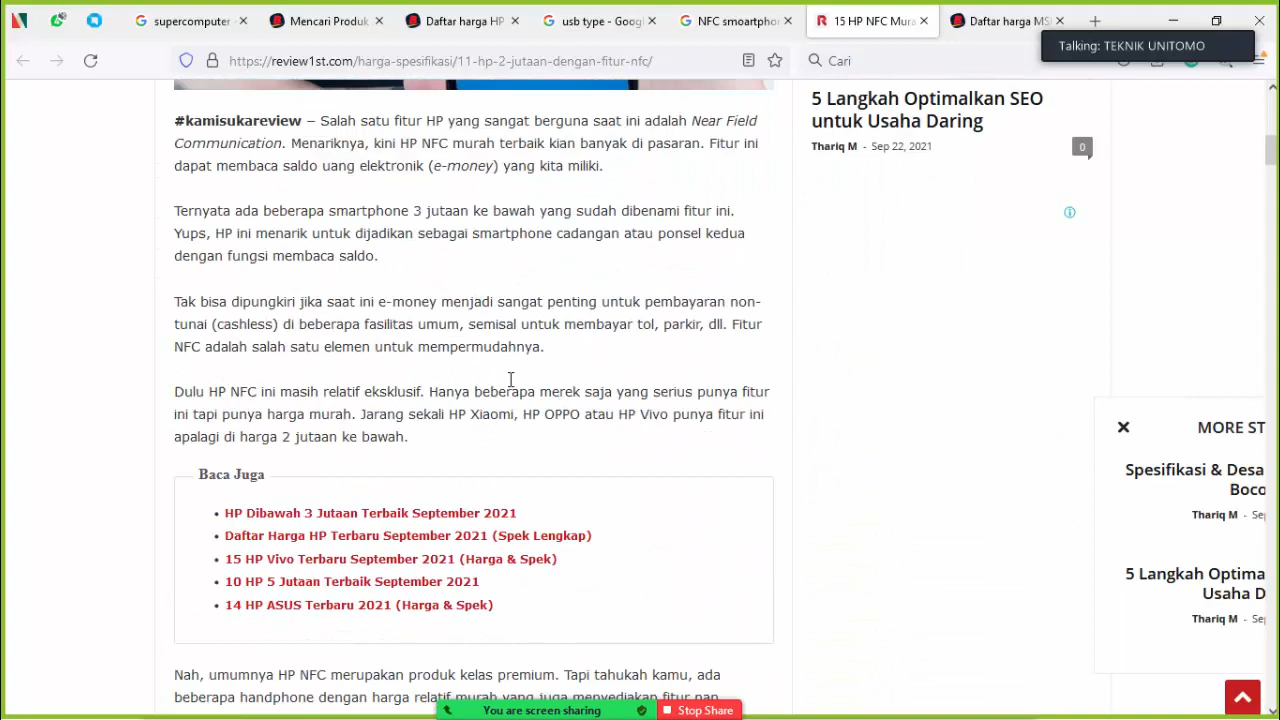 supercomputer -
Mencari Produk
Daftar harga HP
usb type - Goog
NFC smoartphon
15 HP NFC Mura
Daftar harga MS
Talking: TEKNIK UNITOMO
https://review1st.com/harga-spesifikasi/11-hp-2-jutaan-dengan-fitur-nfc/
Cari
#kamisukareview – Salah satu fitur HP yang sangat berguna saat ini adalah Near Field
Communication. Menariknya, kini HP NFC murah terbaik kian banyak di pasaran. Fitur ini
dapat membaca saldo uang elektronik (e-money) yang kita miliki.
Ternyata ada beberapa smartphone 3 jutaan ke bawah yang sudah dibenami fitur ini.
Yups, HP ini menarik untuk dijadikan sebagai smartphone cadangan atau ponsel kedua
dengan fungsi membaca saldo.
Tak bisa dipungkiri jika saat ini e-money menjadi sangat penting untuk pembayaran non-
tunai (cashless) di beberapa fasilitas umum, semisal untuk membayar tol, parkir, dll. Fitur
NFC adalah salah satu elemen untuk mempermudahnya.
Dulu HP NFC ini masih relatif eksklusif. Hanya beberapa merek saja yang serius punya fitur
ini tapi punya harga murah. Jarang sekali HP Xiaomi, HP OPPO atau HP Vivo punya fitur ini
apalagi di harga 2 jutaan ke bawah.
Baca Juga
• HP Dibawah 3 Jutaan Terbaik September 2021
• Daftar Harga HP Terbaru September 2021 (Spek Lengkap)
• 15 HP Vivo Terbaru September 2021 (Harga & Spek)
• 10 HP 5 Jutaan Terbaik September 2021
• 14 HP ASUS Terbaru 2021 (Harga & Spek)
Nah, umumnya HP NFC merupakan produk kelas premium. Tapi tahukah kamu, ada
beberapa handphone dengan harga relatif murah yang juga menyediakan fitur
5 Langkah Optimalkan SEO
untuk Usaha Daring
Thariq M - Sep 22, 2021
0
MORE ST
Spesifikasi & Desa
Boco
Thariq M - Se
5 Langkah Optima
Usaha D
Thariq M - Se
You are screen sharing
Stop Share